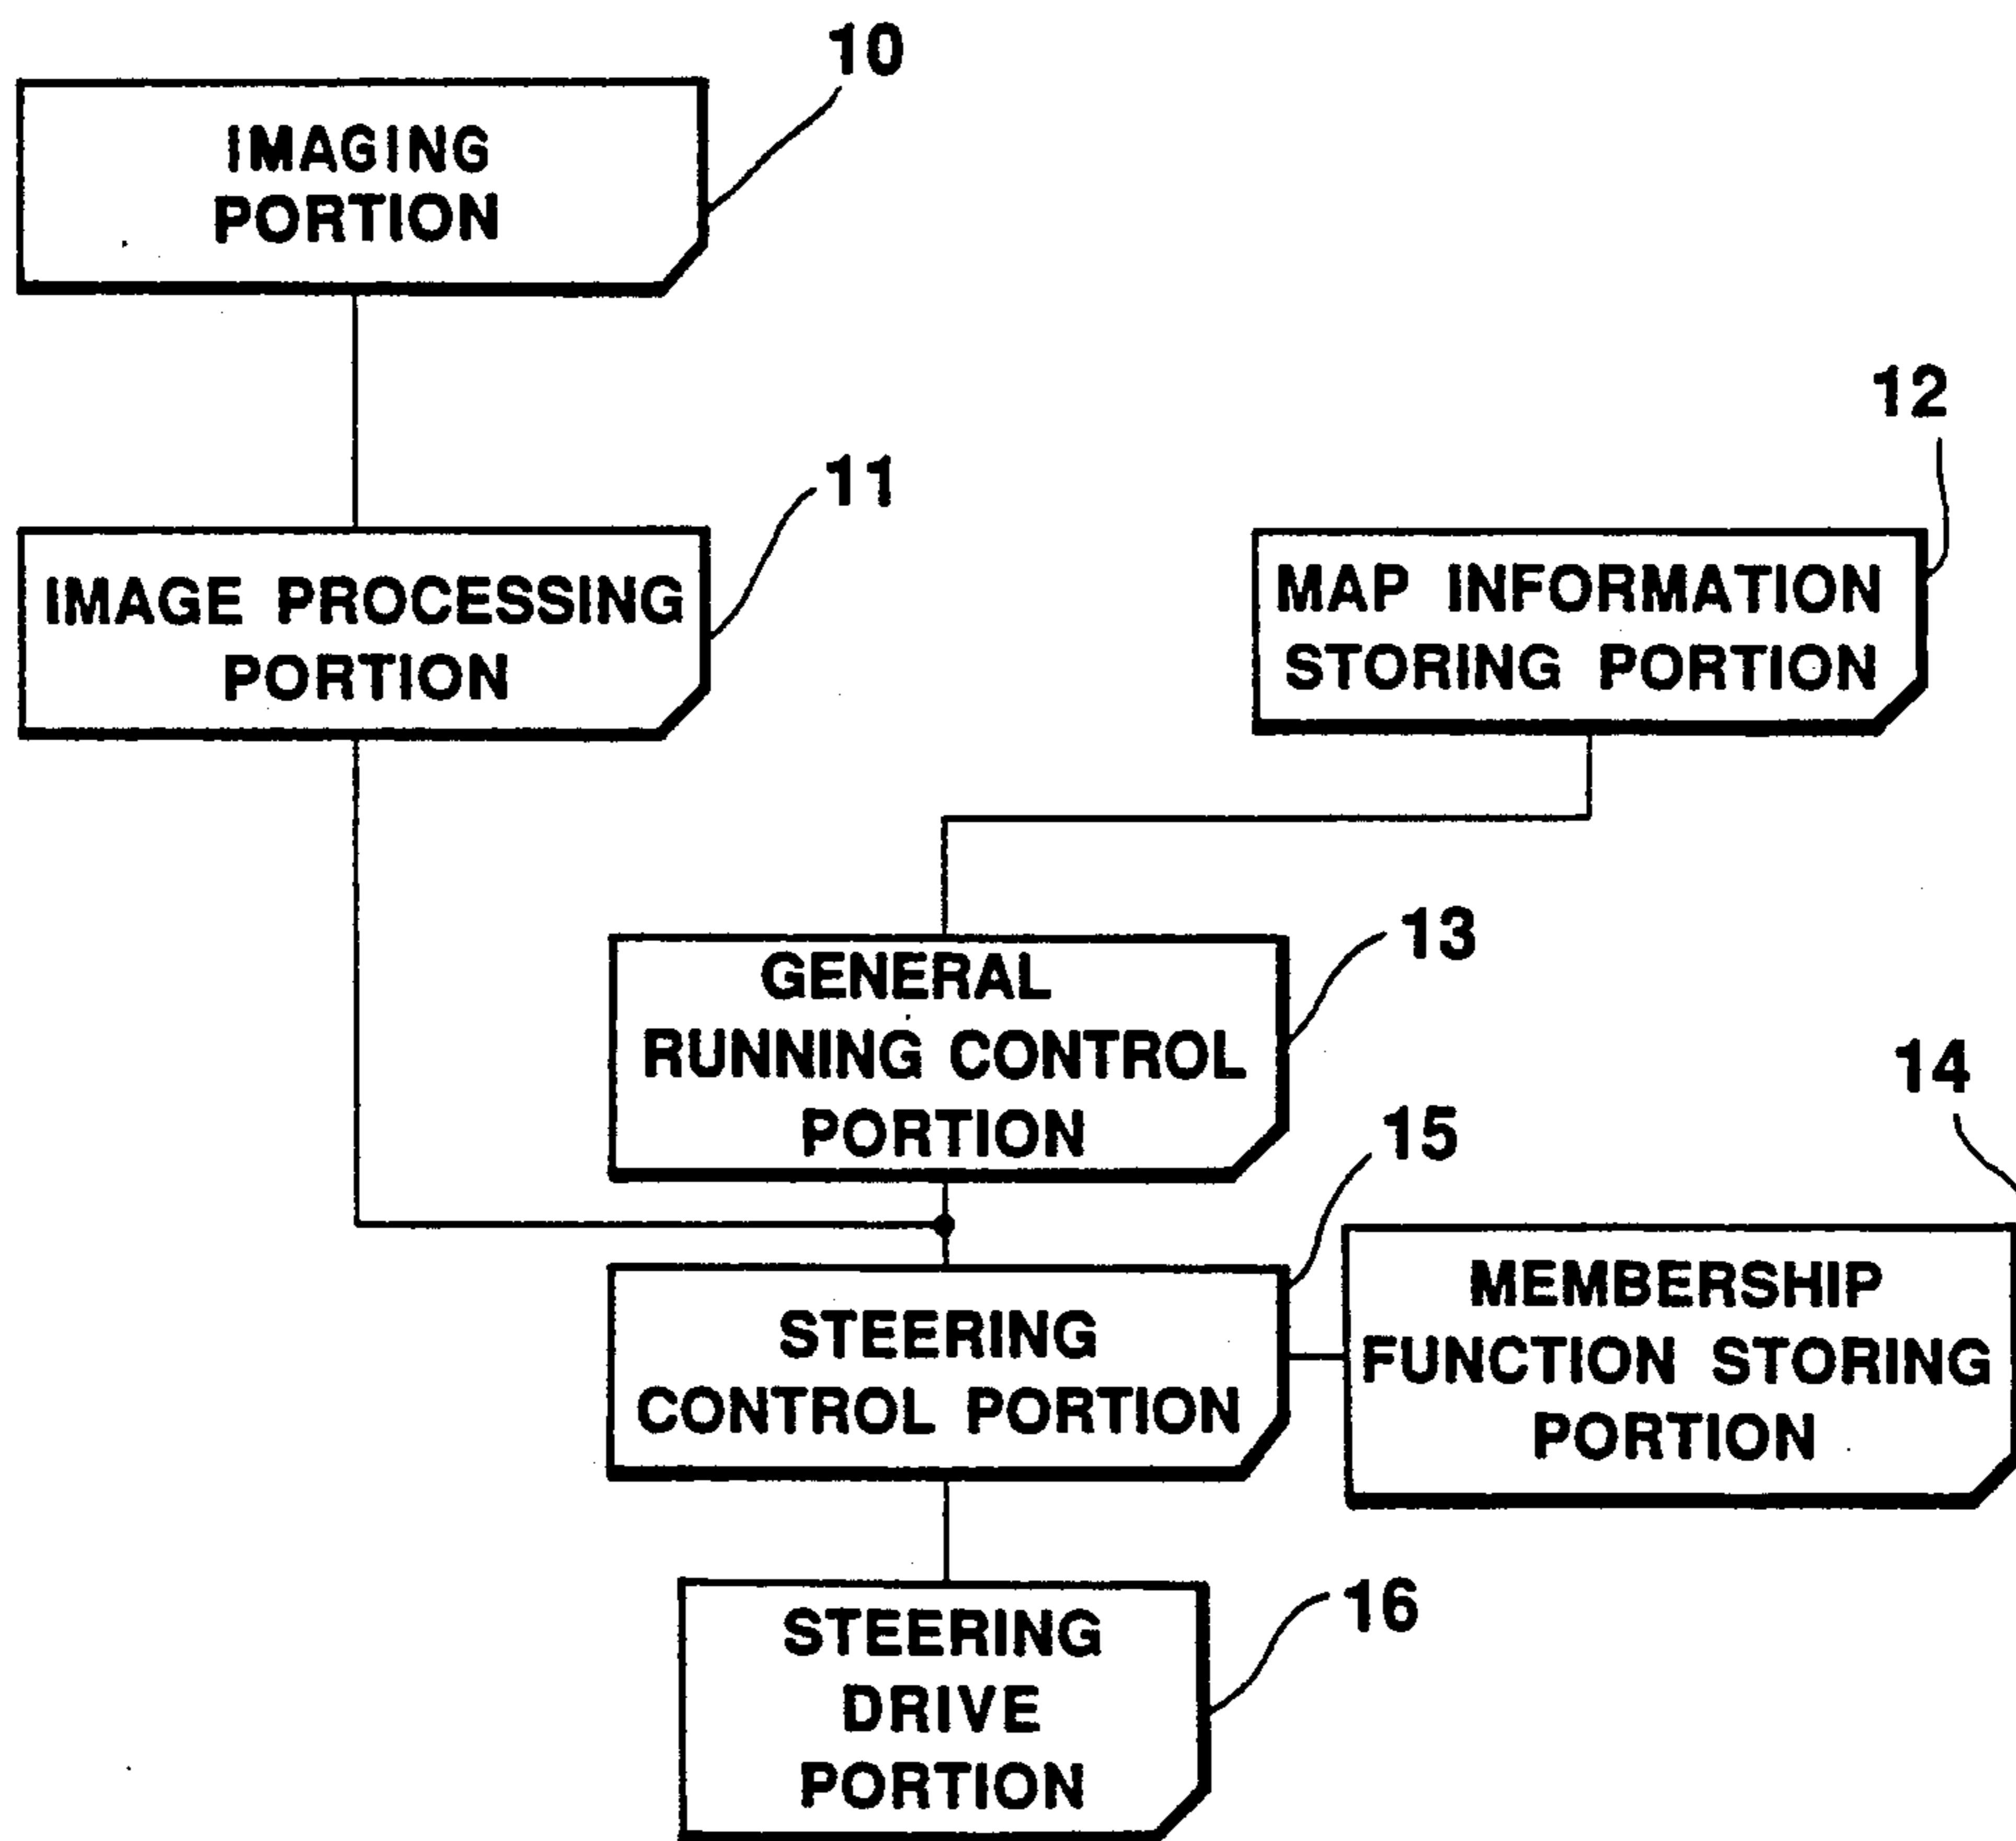 10
IMAGING
PORTION
11
IMAGE PROCESSING
PORTION
12
MAP INFORMATION
STORING PORTION
13
GENERAL
RUNNING CONTROL
PORTION
15
STEERING
CONTROL PORTION
14
MEMBERSHIP
FUNCTION STORING
PORTION
16
STEERING
DRIVE
PORTION